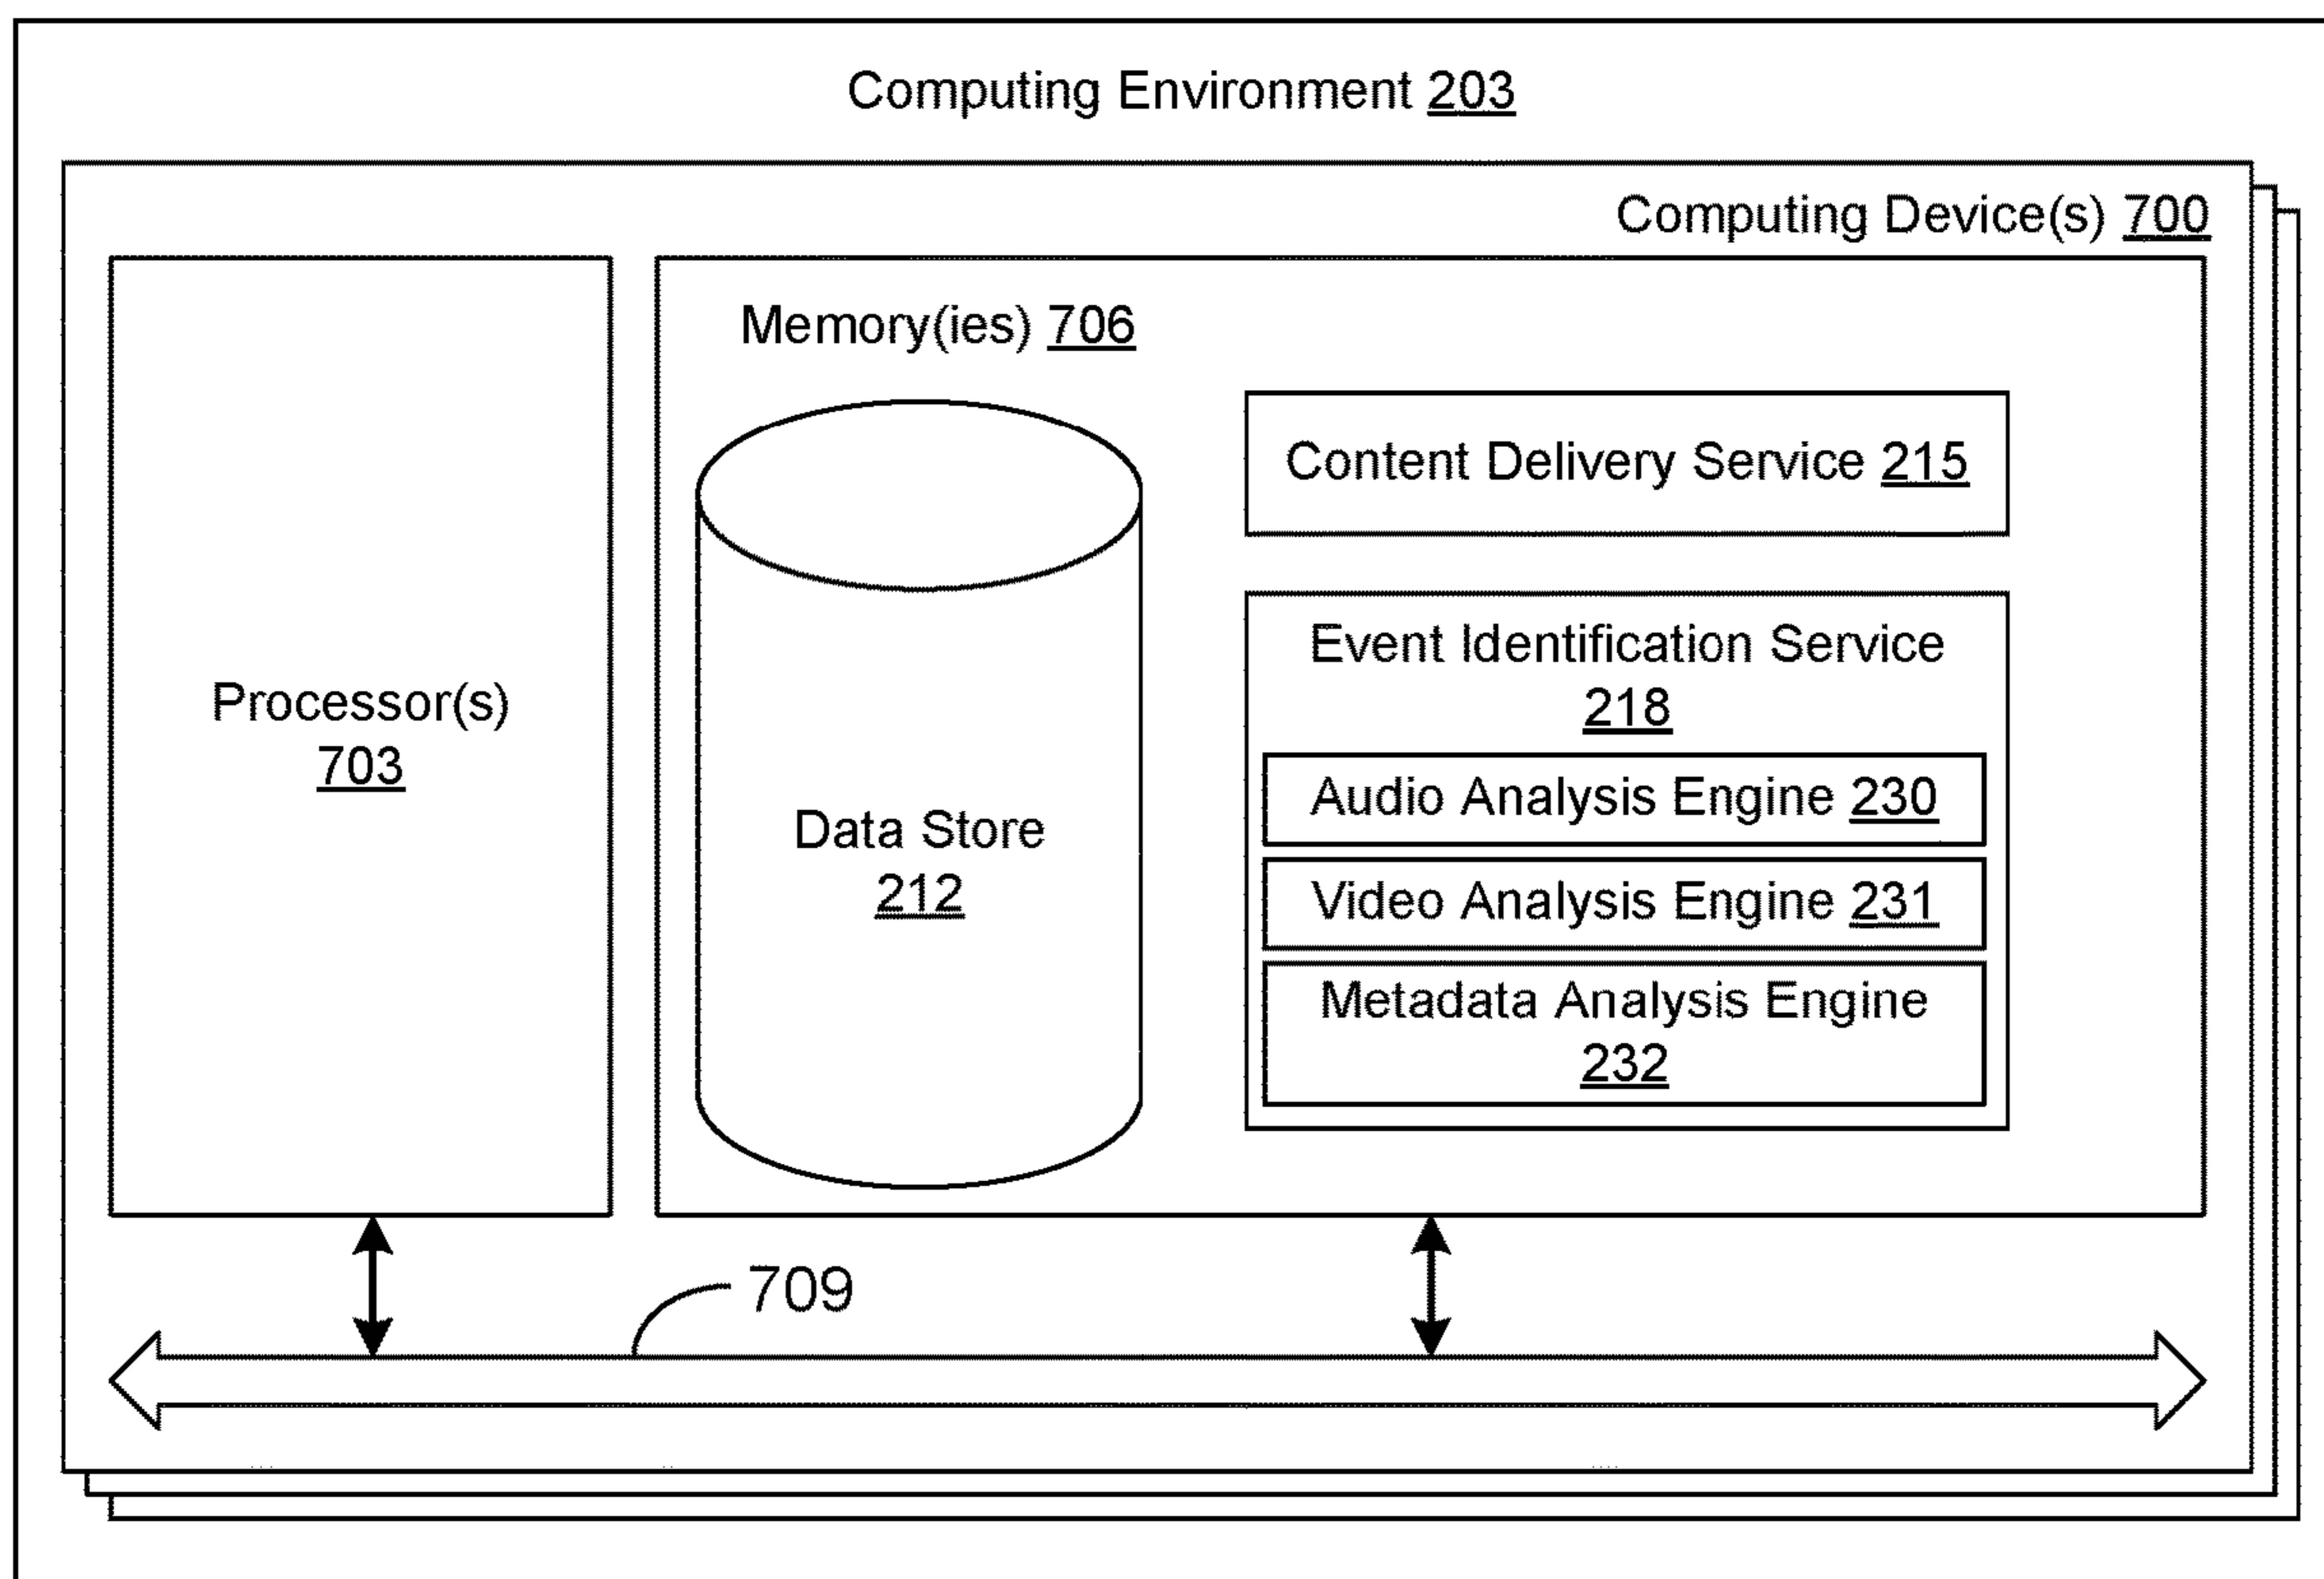 Computing Environment 203
Computing Device(s) 700
Memory(ies) 706
Content Delivery Service 215
Event Identification Service
218
Processor(s)
703
Audio Analysis Engine 230
Data Store
212
Video Analysis Engine 231
Metadata Analysis Engine
232
709